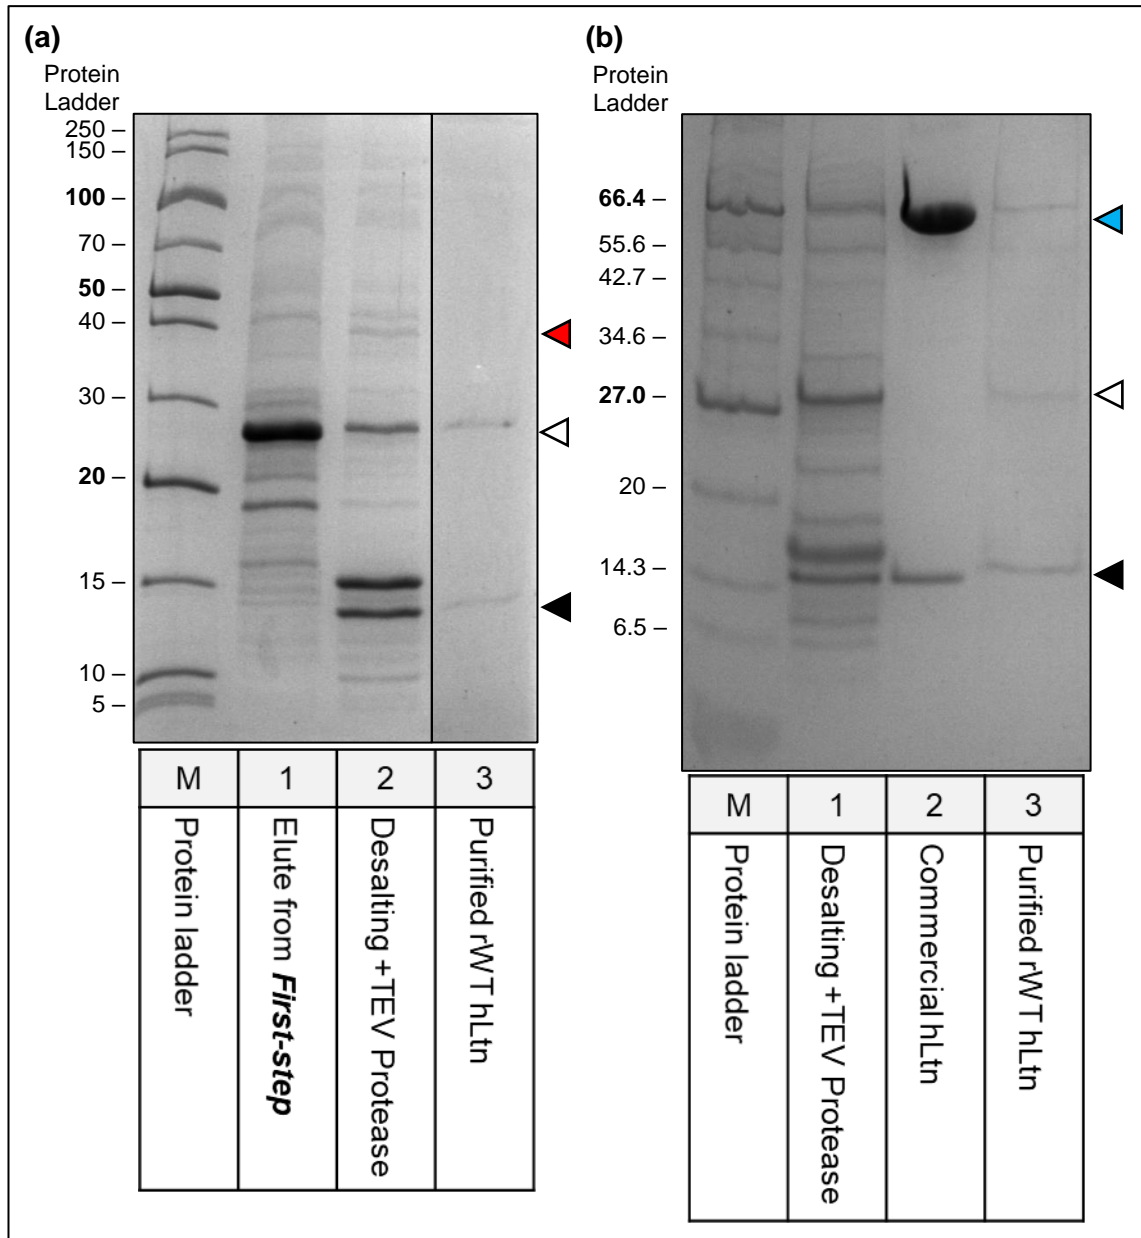 (a)
Protein
Ladder
250 –
150 –
100 –
70 –
50 –
40 –
30 –
20 –
15 –
10 –
5 –
M
1
2
3
Protein ladder
Elute from First-step
Desalting +TEV Protease
Purified rWT hLtn
(b)
Protein
Ladder
66.4 –
55.6 –
42.7 –
34.6 –
27.0 –
20 –
14.3 –
6.5 –
M
1
2
3
Protein ladder
Desalting +TEV Protease
Commercial hLtn
Purified rWT hLtn